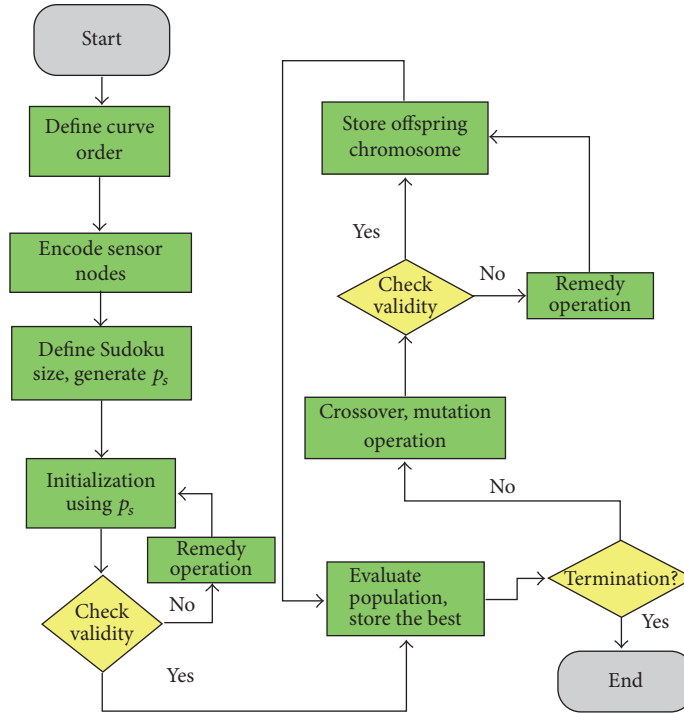 Start
Define curve
order
Encode sensor
nodes
Define Sudoku
size, generate pₛ
Initialization
using pₛ
Remedy
operation
No
Check
validity
Yes
Store offspring
chromosome
Yes
Check
validity
No
Remedy
operation
Crossover, mutation
operation
No
Evaluate
population,
store the best
Termination?
Yes
End